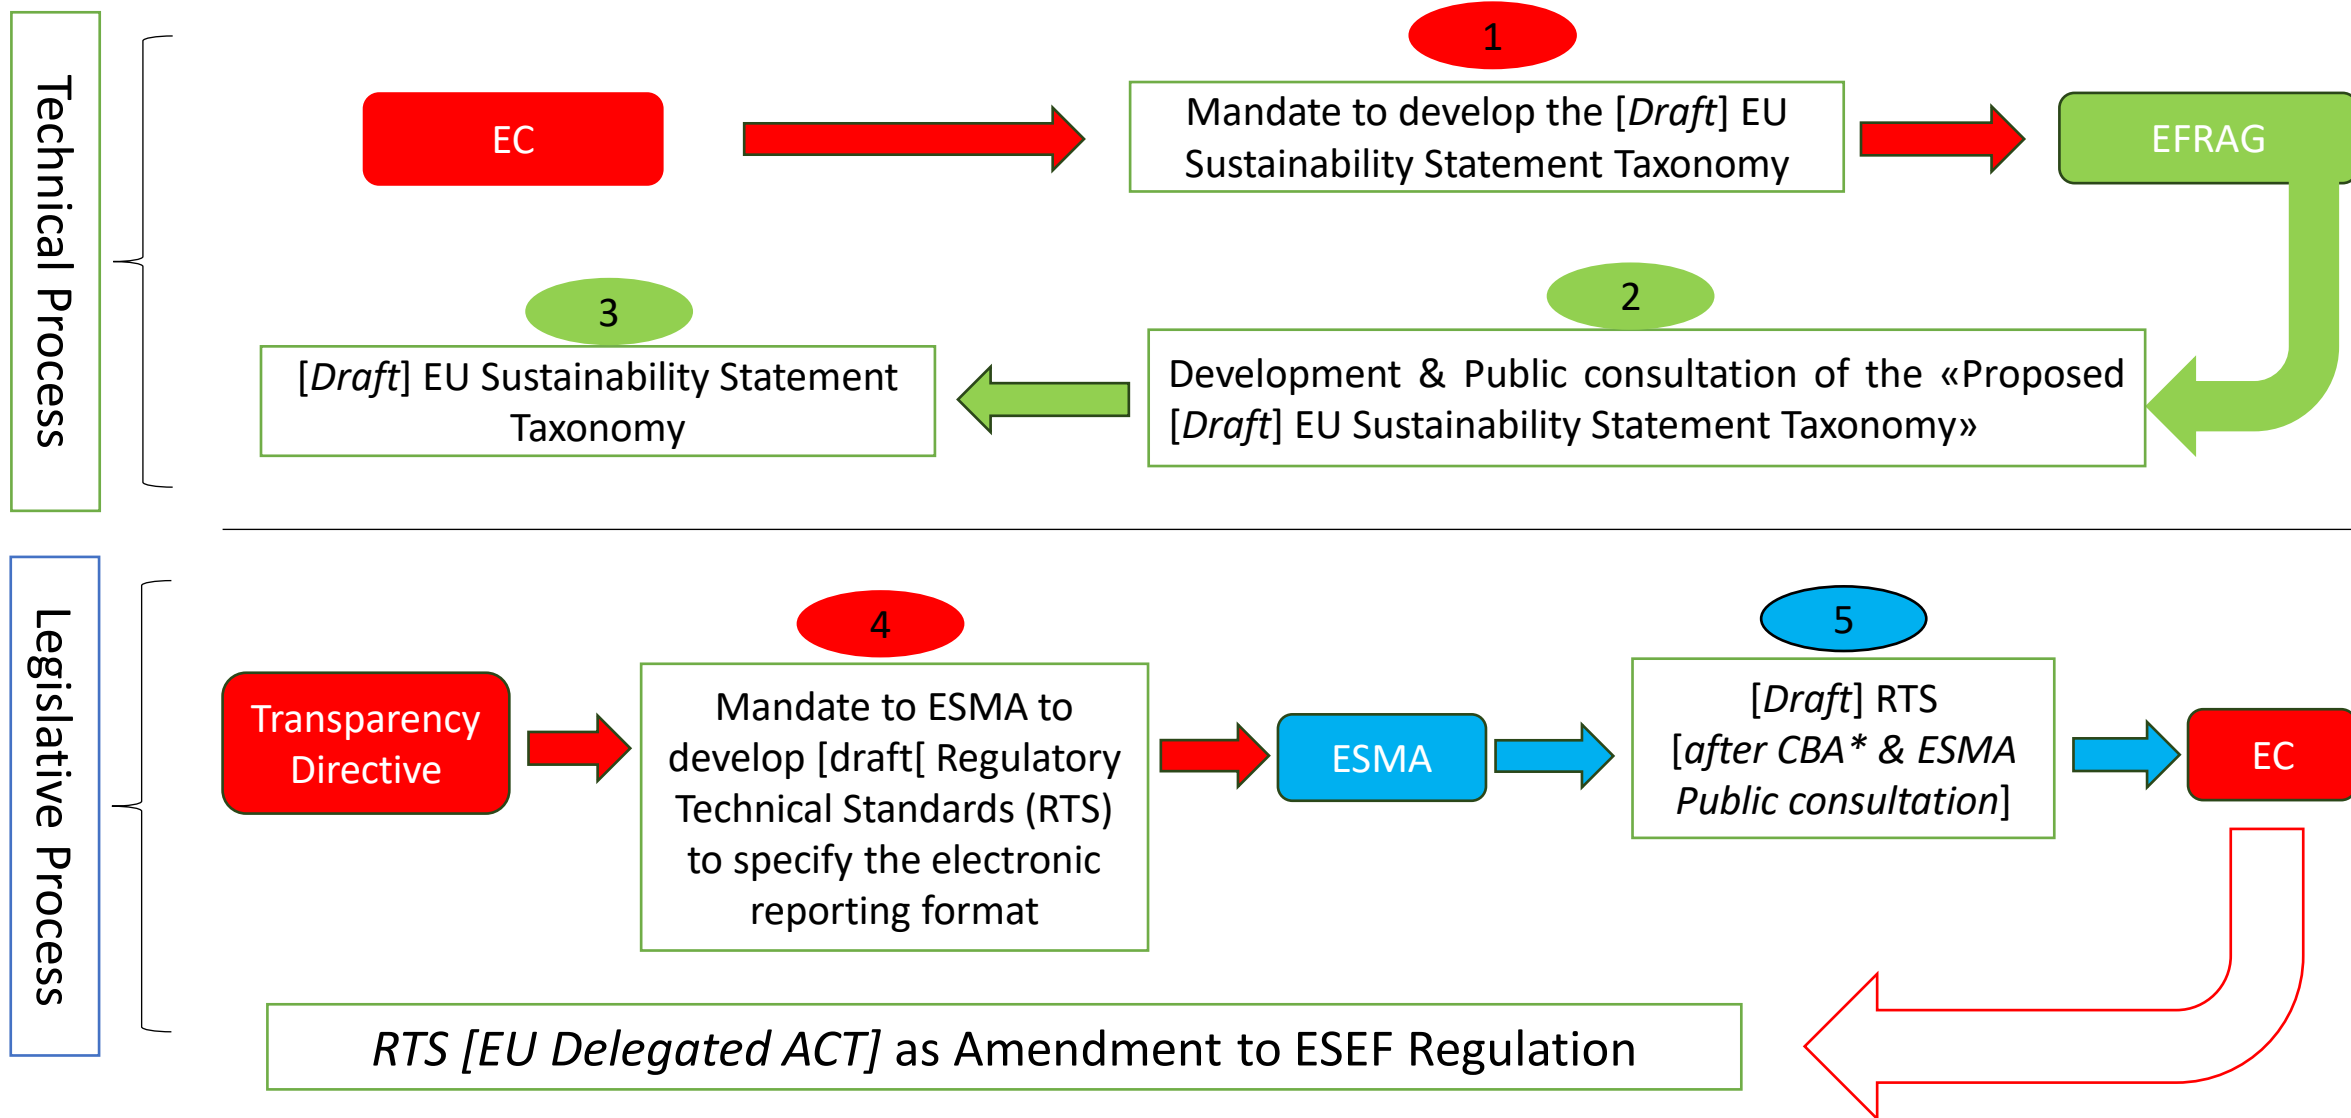 Technical Process
1
EC
Mandate to develop the [Draft] EU
Sustainability Statement Taxonomy
EFRAG
3
2
[Draft] EU Sustainability Statement
Taxonomy
Development & Public consultation of the «Proposed
[Draft] EU Sustainability Statement Taxonomy»
Legislative Process
4
5
Transparency
Directive
Mandate to ESMA to
develop [draft[ Regulatory
Technical Standards (RTS)
to specify the electronic
reporting format
ESMA
[Draft] RTS
[after CBA* & ESMA
Public consultation]
EC
RTS [EU Delegated ACT] as Amendment to ESEF Regulation